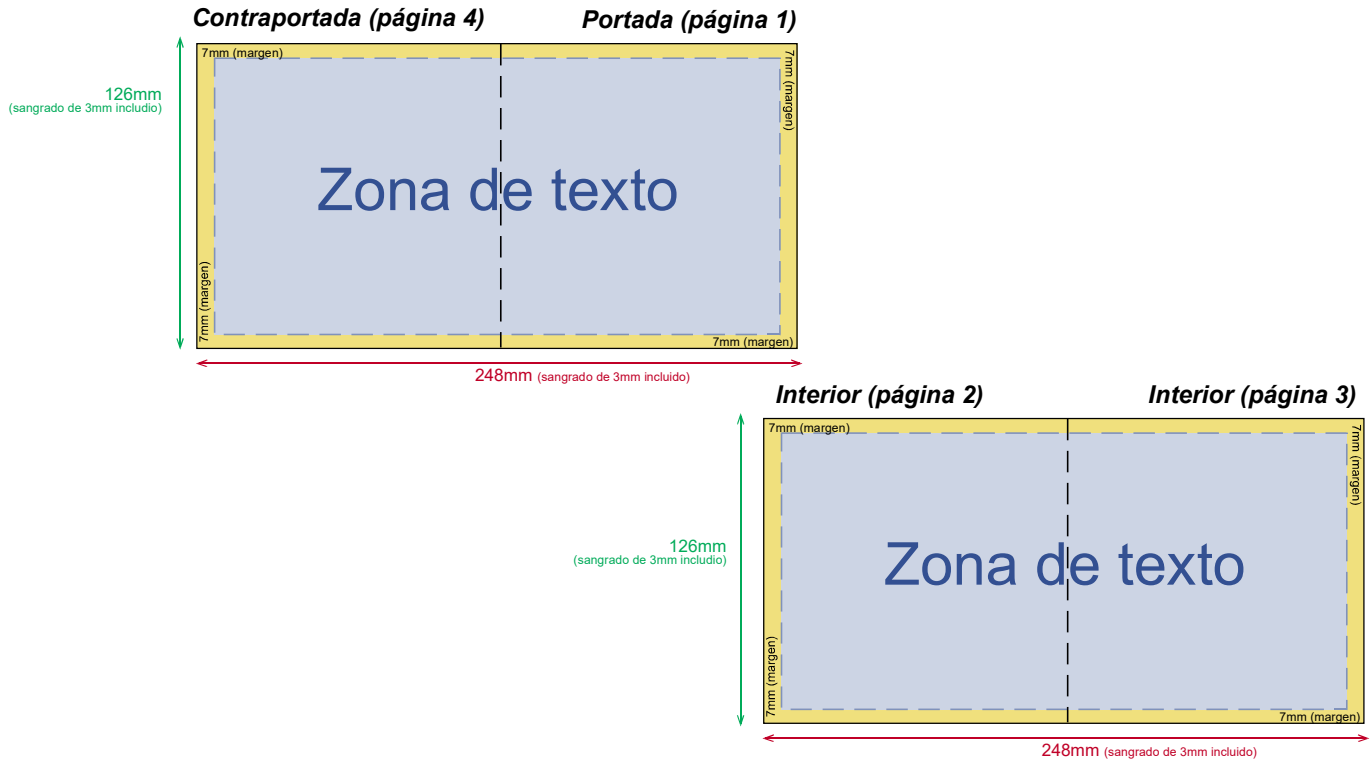 Contraportada (página 4)
Portada (página 1)
7mm (margen)
7mm (margen)
126mm
(sangrado de 3mm includio)
Zona de texto
7mm (margen)
7mm (margen)
248mm (sangrado de 3mm incluido)
Interior (página 2)
Interior (página 3)
7mm (margen)
7mm (margen)
126mm
(sangrado de 3mm includio)
Zona de texto
7mm (margen)
7mm (margen)
248mm (sangrado de 3mm incluido)